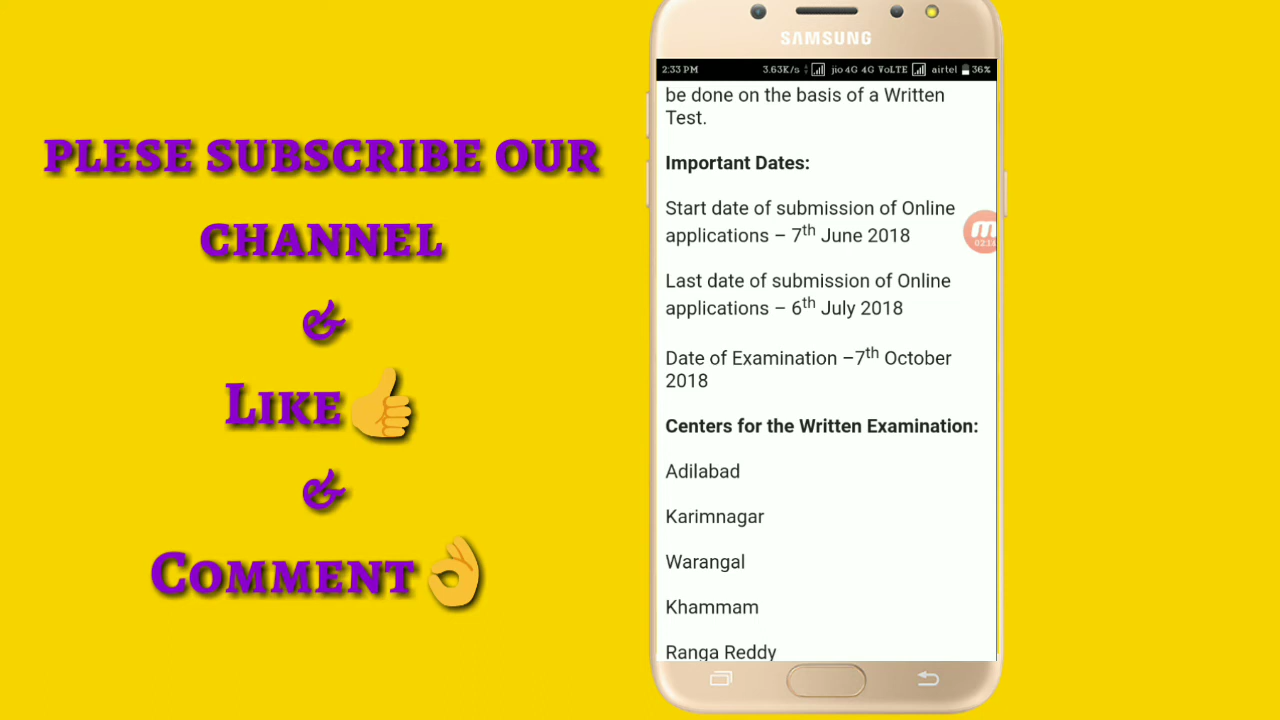 PLESE SUBSCRIBE OUR
CHANNEL
&
LIKE👍
&
COMMENT👌
SAMSUNG
2:33 PM 3.63K/s jio 4G 4G VoLTE airtel 36%
be done on the basis of a Written
Test.
Important Dates:
Start date of submission of Online
applications – 7th June 2018
Last date of submission of Online
applications – 6th July 2018
Date of Examination –7th October
2018
Centers for the Written Examination:
Adilabad
Karimnagar
Warangal
Khammam
Ranga Reddy
02:14